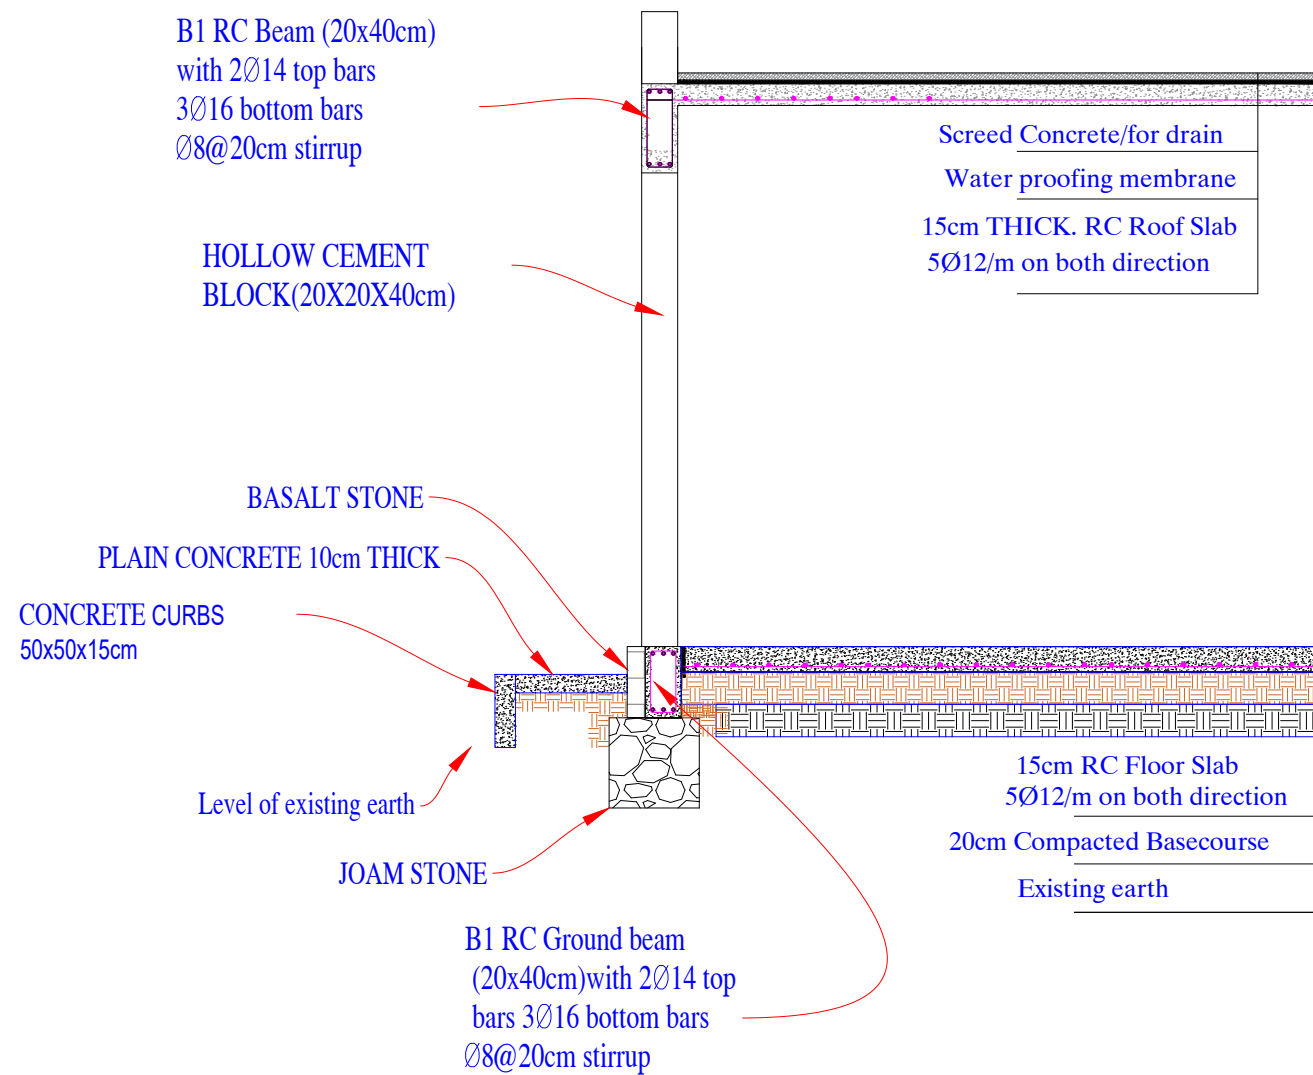 B1 RC Beam (20x40cm)
with 2Ø14 top bars
3Ø16 bottom bars
Ø8@20cm stirrup
Screed Concrete/for drain
Water proofing membrane
15cm THICK. RC Roof Slab
5Ø12/m on both direction
HOLLOW CEMENT
BLOCK(20X20X40cm)
BASALT STONE
PLAIN CONCRETE 10cm THICK
CONCRETE CURBS
50x50x15cm
Level of existing earth
JOAM STONE
15cm RC Floor Slab
5Ø12/m on both direction
20cm Compacted Basecourse
Existing earth
B1 RC Ground beam
(20x40cm)with 2Ø14 top
bars 3Ø16 bottom bars
Ø8@20cm stirrup